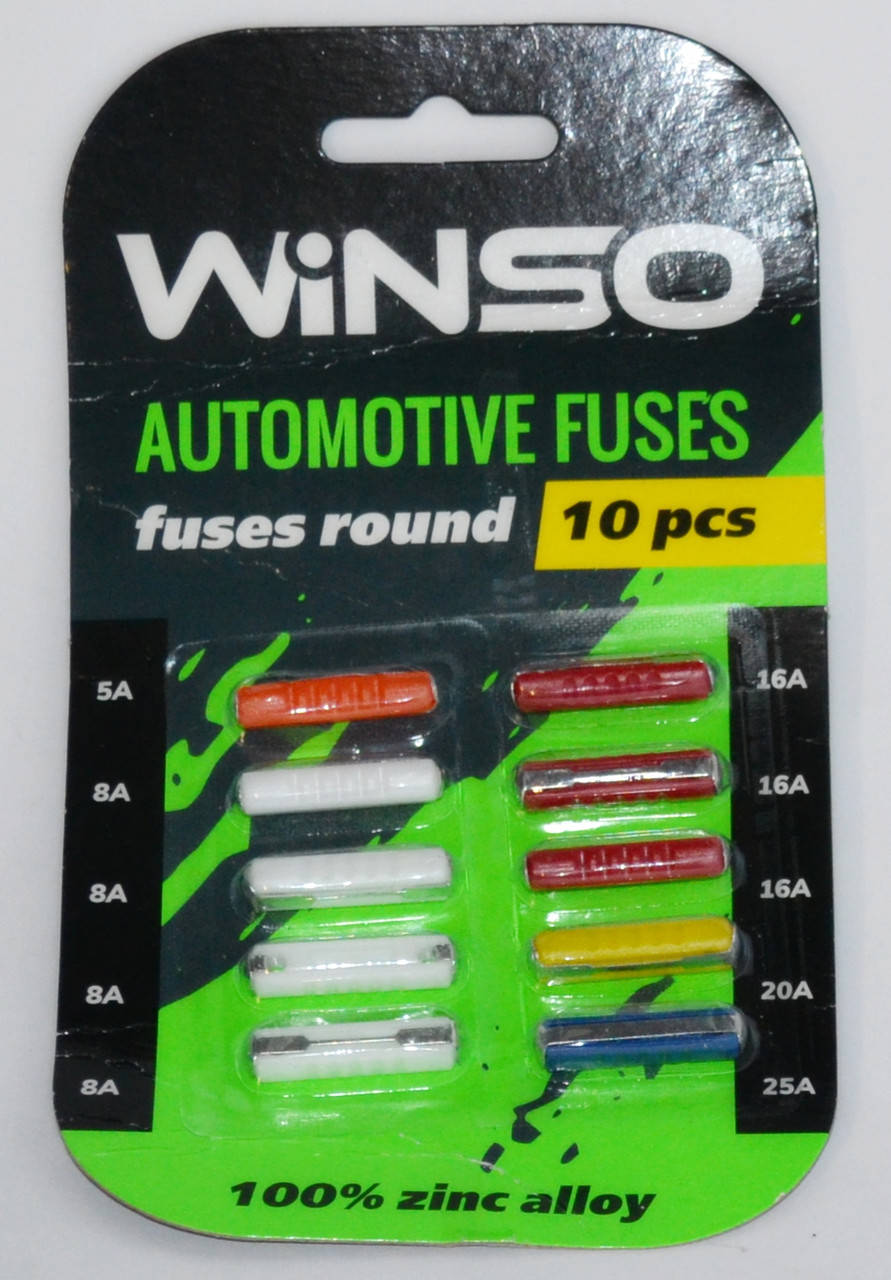 WiNSO
AUTOMOTIVE FUSES
fuses round 10 pcs
5A 16A
8A 16A
8A 16A
8A 20A
8A 25A
100% zinc alloy